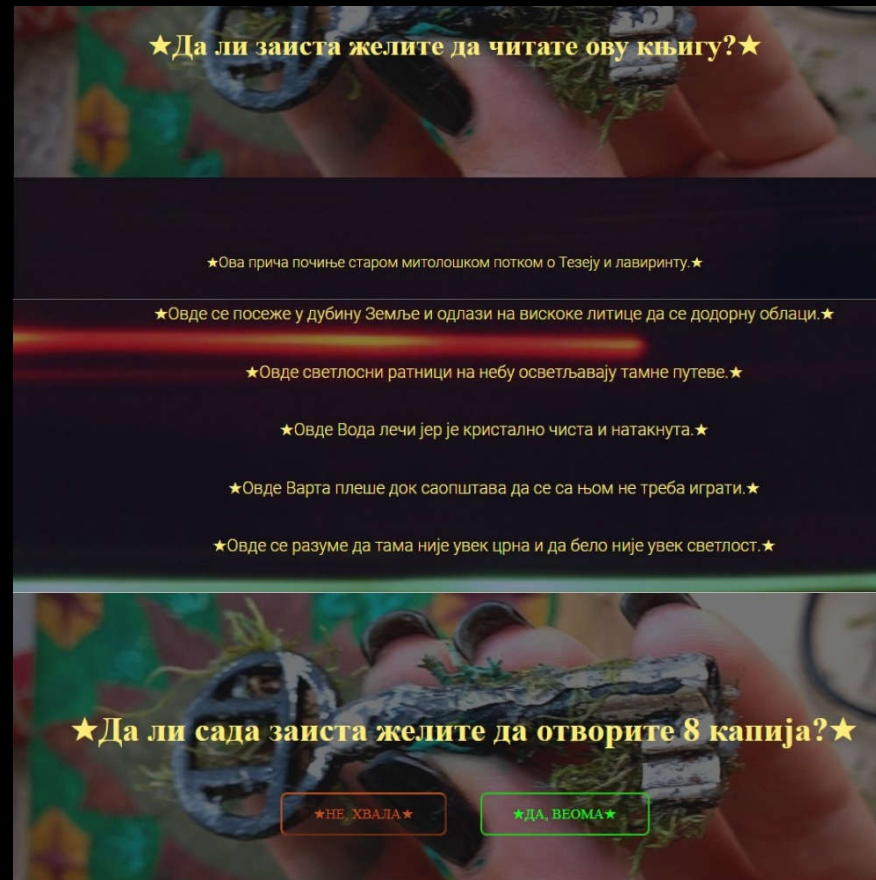 ★Да ли заиста желите да читате ову књигу?★
★Ова прича почиње старом митолошком потком о Тезеју и лавиринту.★
★Овде се посеже у дубину Земље и одлази на вискоке литице да се додорну облаци.★
★Овде светлосни ратници на небу осветљавају тамне путеве.★
★Овде Вода лечи јер је кристално чиста и натакнута.★
★Овде Варта плеше док саопштава да се са њом не треба играти.★
★Овде се разуме да тама није увек црна и да бело није увек светлост.★
★Да ли сада заиста желите да отворите 8 капија?★
★НЕ, ХВАЛА★ ★ДА, ВЕОМА★